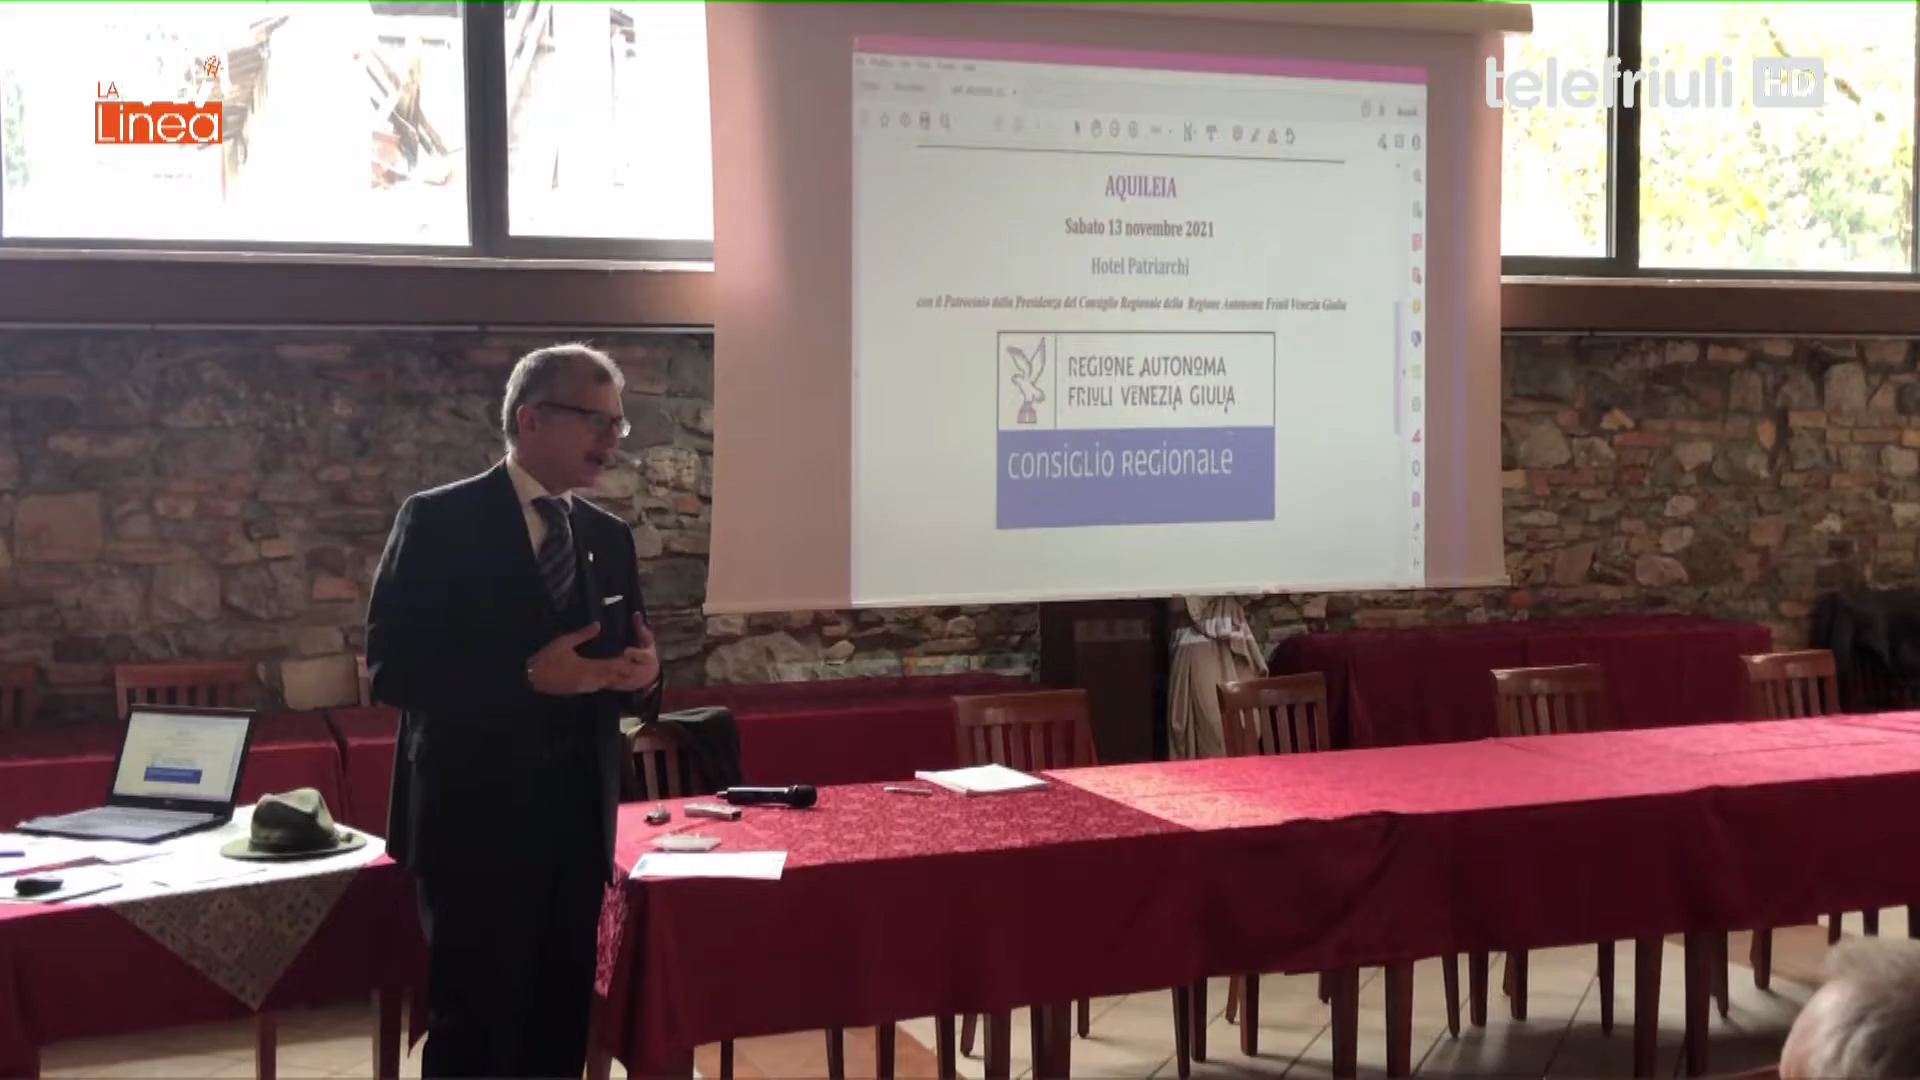 LA
Linea
telefriuli HD
AQUILEIA
Sabato 13 novembre 2021
Hotel Patriarchi
con il Patrocinio della Presidenza del Consiglio Regionale della Regione Autonoma Friuli Venezia Giulia
REGIONE AUTONOMA
FRIULI VENEZIA GIULIA
CONSIGLIO REGIONALE